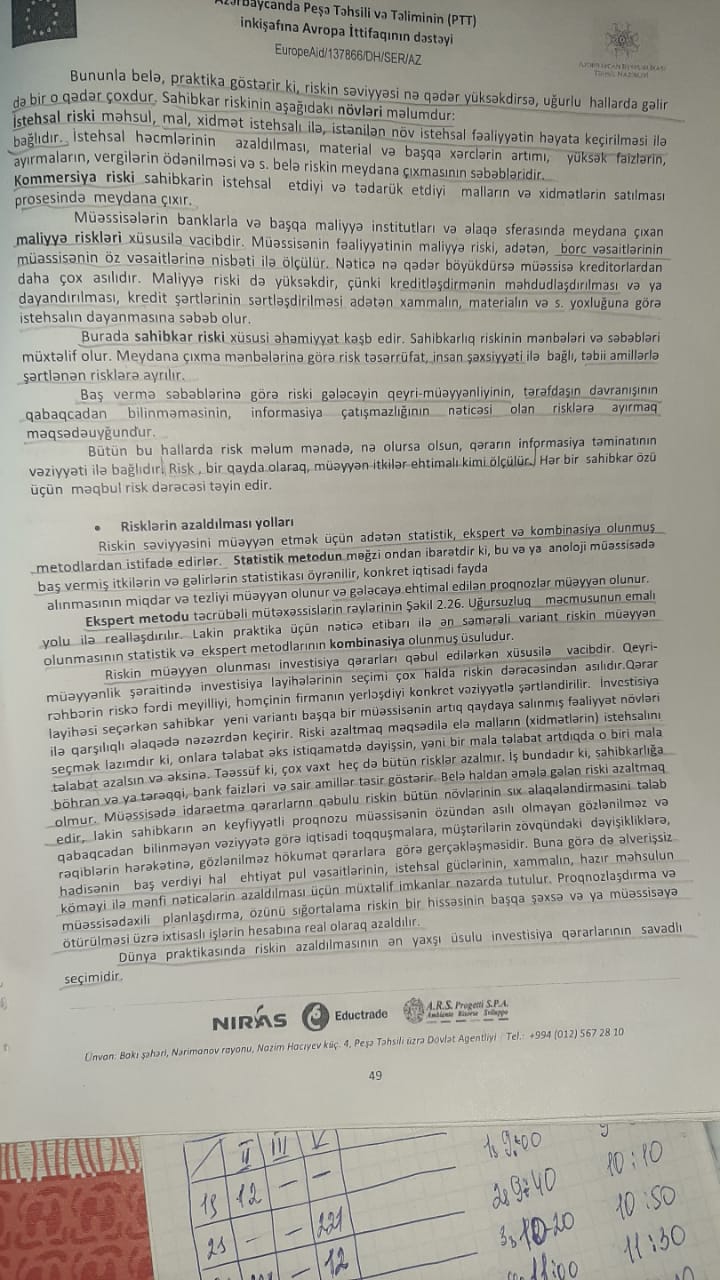 Azərbaycanda Peşə Təhsili və Təliminin (PTT)
inkişafına Avropa İttifaqının dəstəyi
EuropeAid/137866/DH/SER/AZ
AZƏRBAYCAN RESPUBLİKASI
TƏHSİL NAZİRLİYİ
Bununla belə, praktika göstərir ki, riskin səviyyəsi nə qədər yüksəkdirsə, uğurlu hallarda gəlir
də bir o qədər çoxdur. Sahibkar riskinin aşağıdakı növləri məlumdur:
İstehsal riski məhsul, mal, xidmət istehsalı ilə, istənilən növ istehsal fəaliyyətin həyata keçirilməsi ilə
bağlıdır. İstehsal həcmlərinin azaldılması, material və başqa xərclərin artımı, yüksək faizlərin,
ayırmaların, vergilərin ödənilməsi və s. belə riskin meydana çıxmasının səbəbləridir.
Kommersiya riski sahibkarin istehsal etdiyi və tədarük etdiyi malların və xidmətlərin satılması
prosesində meydana çıxır.
Müəssisələrin banklarla və başqa maliyyə institutları və əlaqə sferasında meydana çıxan
maliyyə riskləri xüsusilə vacibdir. Müəssisənin fəaliyyətinin maliyyə riski, adətən, borc vəsaitlərinin
müəssisənin öz vəsaitlərinə nisbəti ilə ölçülür. Nəticə nə qədər böyükdürsə müəssisə kreditorlardan
daha çox asılıdır. Maliyyə riski də yüksəkdir, çünki kreditləşdirmənin məhdudlaşdırılması və ya
dayandırılması, kredit şərtlərinin sərtləşdirilməsi adətən xammalın, materialın və s. yoxluğuna görə
istehsalın dayanmasına səbəb olur.
Burada sahibkar riski xüsusi əhəmiyyət kəsb edir. Sahibkarlıq riskinin mənbələri və səbəbləri
müxtəlif olur. Meydana çıxma mənbələrinə görə risk təsərrüfat, insan şəxsiyyəti ilə bağlı, təbii amillərlə
şərtlənən risklərə ayrılır.
Baş vermə səbəblərinə görə riski gələcəyin qeyri-müəyyənliyinin, tərəfdaşın davranışının
qabaqcadan bilinməməsinin, informasiya çatışmazlığının nəticəsi olan risklərə ayırmaq
məqsədəuyğundur.
Bütün bu hallarda risk məlum mənada, nə olursa olsun, qərarın informasiya təminatının
vəziyyəti ilə bağlıdır. Risk , bir qayda olaraq, müəyyən itkilər ehtimalı kimi ölçülür. Hər bir sahibkar özü
üçün məqbul risk dərəcəsi təyin edir.
• Risklərin azaldılması yolları
Riskin səviyyəsini müəyyən etmək üçün adətən statistik, ekspert və kombinasiya olunmuş
metodlardan istifadə edirlər. Statistik metodun məğzi ondan ibarətdir ki, bu və ya anoloji müəssisədə
baş vermiş itkilərin və gəlirlərin statistikası öyrənilir, konkret iqtisadi fayda
alınmasının miqdar və tezliyi müəyyən olunur və gələcəyə ehtimal edilən proqnozlar müəyyən olunur.
Ekspert metodu təcrübəli mütəxəssislərin rəylərinin Şəkil 2.26. Uğursuzluq məcmusunun emalı
yolu ilə reallaşdırılır. Lakin praktika üçün nəticə etibarı ilə ən səmərəli variant riskin müəyyən
olunmasının statistik və ekspert metodlarının kombinasiya olunmuş üsuludur.
Riskin müəyyən olunması investisiya qərarları qəbul edilərkən xüsusilə vacibdir. Qeyri-
müəyyənlik şəraitində investisiya layihələrinin seçimi çox halda riskin dərəcəsindən asılıdır.Qərar
rəhbərin riskə fərdi meyilliyi, həmçinin firmanın yerləşdiyi konkret vəziyyətlə şərtləndirilir. İnvestisiya
layihəsi seçərkən sahibkar yeni variantı başqa bir müəssisənin artıq qaydaya salınmış fəaliyyət növləri
ilə qarşılıqlı əlaqədə nəzəzrdən keçirir. Riski azaltmaq məqsədilə elə malların (xidmətlərin) istehsalını
seçmək lazımdır ki, onlara tələbat əks istiqamətdə dəyişsin, yəni bir mala tələbat artdıqda o biri mala
tələbat azalsın və əksinə. Təəssüf ki, çox vaxt heç də bütün risklər azalmır. İş bundadır ki, sahibkarlığa
böhran və ya tərəqqi, bank faizləri və sair amillər təsir göstərir. Belə haldan əmələ gələn riski azaltmaq
olmur. Müəssisədə idarəetmə qərarlarnn qəbulu riskin bütün növlərinin sıx əlaqələndirməsini tələb
edir, lakin sahibkarın ən keyfiyyətli proqnozu müəssisənin özündən asılı olmayan gözlənilməz və
qabaqcadan bilinməyən vəziyyətə görə iqtisadi toqquşmalara, müştərilərin zövqündəki dəyişikliklərə,
rəqiblərin hərəkətinə, gözlənilməz hökumət qərarlara görə gerçəkləşməsidir. Buna görə də əlverişsiz
hadisənin baş verdiyi hal ehtiyat pul vəsaitlərinin, istehsal güclərinin, xammalın, hazır məhsulun
köməyi ilə mənfi nəticələrin azaldılması üçün müxtəlif imkanlar nəzərdə tutulur. Proqnozlaşdırma və
müəssisədaxili planlaşdırma, özünü sığortalama riskin bir hissəsinin başqa şəxsə və ya müəssisəyə
ötürülməsi üzrə ixtisaslı işlərin hesabına real olaraq azaldılır.
Dünya praktikasında riskin azaldılmasının ən yaxşı üsulu investisiya qərarlarının savadlı
seçimidir.
NIRAS Eductrade A.R.S. Progetti S.P.A.
Ambiente Risorse Sviluppo
Ünvan: Bakı şəhəri, Nərimanov rayonu, Nazim Hacıyev küç. 4, Peşə Təhsili üzrə Dövlət Agentliyi Tel.: +994 (012) 567 28 10
49
II III V
1s 12 – –
2s – – 221
– 12
1s 9:00
2s 9:40 10:10
3s 10-20 10:50
11:00 11:30